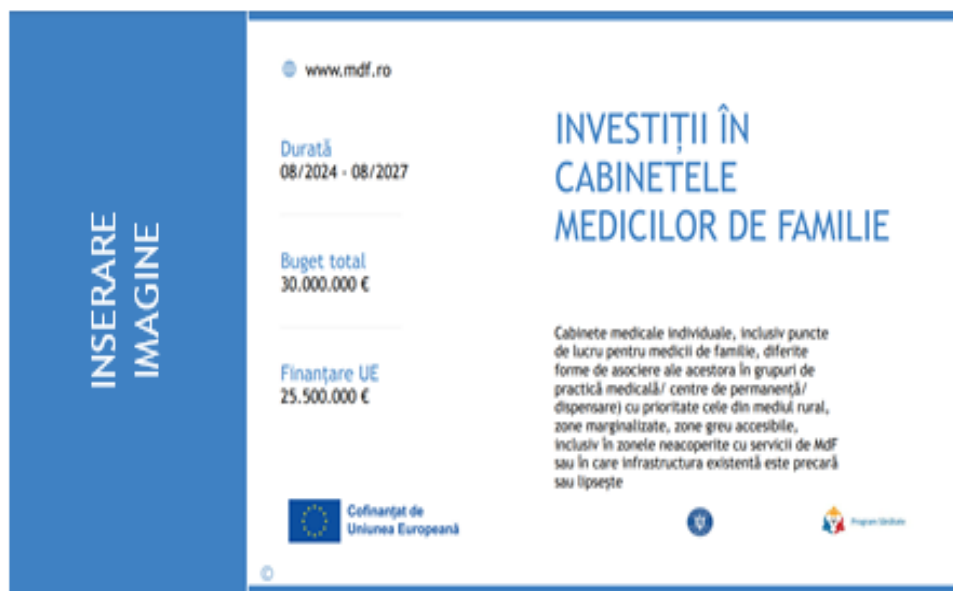 INSERARE
IMAGINE
www.mdf.ro
Durată
08/2024 - 08/2027
Buget total
30.000.000 €
Finanțare UE
25.500.000 €
Cofinanțat de
Uniunea Europeană
©
INVESTIȚII ÎN
CABINETELE
MEDICILOR DE FAMILIE
Cabinete medicale individuale, inclusiv puncte
de lucru pentru medicii de familie, diferite
forme de asociere ale acestora în grupuri de
practică medicală/ centre de permanență/
dispensare) cu prioritate cele din mediul rural,
zone marginalizate, zone greu accesibile,
inclusiv în zonele neacoperite cu servicii de MdF
sau în care infrastructura existentă este precară
sau lipsește
Program Sănătate